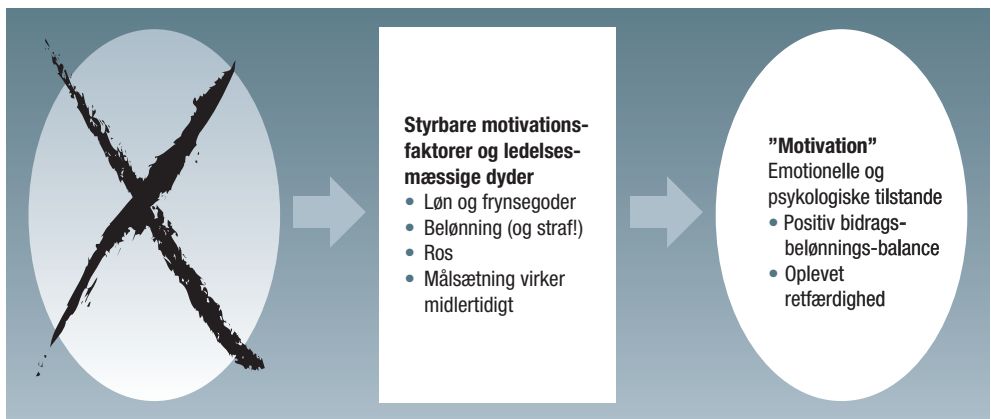 Styrbare motivations-
faktorer og ledelses-
mæssige dyder
• Løn og frynsegoder
• Belønning (og straf!)
• Ros
• Målsætning virker
midlertidigt
”Motivation”
Emotionelle og
psykologiske tilstande
• Positiv bidrags-
belønnings-balance
• Oplevet
retfærdighed